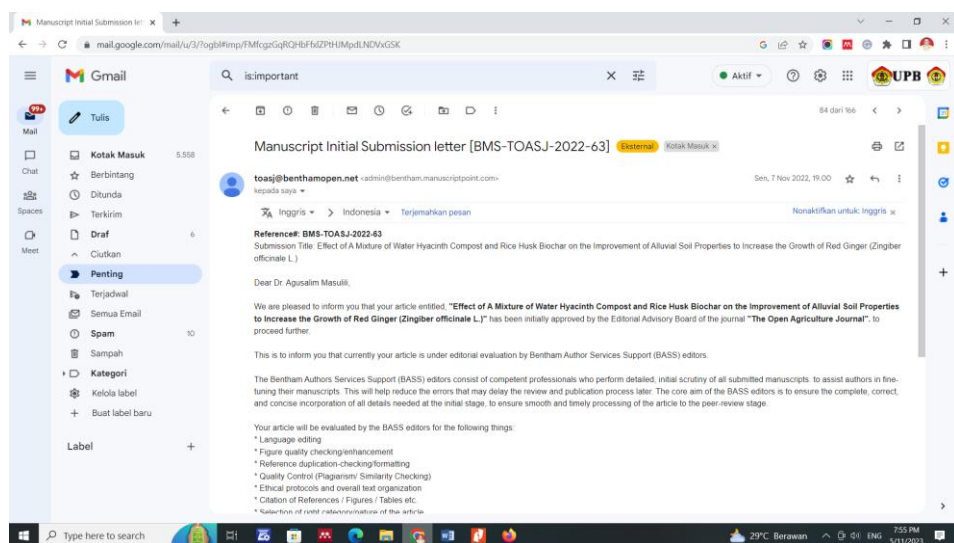 Manuscript Initial Submission let
mail.google.com/mail/u/3/?ogbl#imp/FMfcgzGqRQHbFfxlZPtHJMpdLNDVxGSK
Gmail
is:important
Aktif
UPB
99+
Mail
Chat
Spaces
Meet
Tulis
Kotak Masuk 5.558
Berbintang
Ditunda
Terkirim
Draf 6
Ciutkan
Penting
Terjadwal
Semua Email
Spam 10
Sampah
Kategori
Kelola label
Buat label baru
Label
84 dari 166
Manuscript Initial Submission letter [BMS-TOASJ-2022-63] Eksternal Kotak Masuk x
toasj@benthamopen.net <admin@bentham.manuscriptpoint.com> Sen, 7 Nov 2022, 19.00
kepada saya
Inggris > Indonesia Terjemahkan pesan Nonaktifkan untuk: Inggris x
Reference#: BMS-TOASJ-2022-63
Submission Title: Effect of A Mixture of Water Hyacinth Compost and Rice Husk Biochar on the Improvement of Alluvial Soil Properties to Increase the Growth of Red Ginger (Zingiber
officinale L.)
Dear Dr. Agusalim Masulili,
We are pleased to inform you that your article entitled, "Effect of A Mixture of Water Hyacinth Compost and Rice Husk Biochar on the Improvement of Alluvial Soil Properties
to Increase the Growth of Red Ginger (Zingiber officinale L.)" has been initially approved by the Editorial Advisory Board of the journal "The Open Agriculture Journal". to
proceed further.
This is to inform you that currently your article is under editorial evaluation by Bentham Author Services Support (BASS) editors.
The Bentham Authors Services Support (BASS) editors consist of competent professionals who perform detailed, initial scrutiny of all submitted manuscripts. to assist authors in fine-
tuning their manuscripts. This will help reduce the errors that may delay the review and publication process later. The core aim of the BASS editors is to ensure the complete, correct,
and concise incorporation of all details needed at the initial stage, to ensure smooth and timely processing of the article to the peer-review stage.
Your article will be evaluated by the BASS editors for the following things:
* Language editing
* Figure quality checking/enhancement
* Reference duplication-checking/formatting
* Quality Control (Plagiarism/ Similarity Checking)
* Ethical protocols and overall text organization
* Citation of References / Figures / Tables etc.
* Selection of right category/nature of the article
Type here to search
29°C Berawan ENG 7:55 PM
5/11/2023